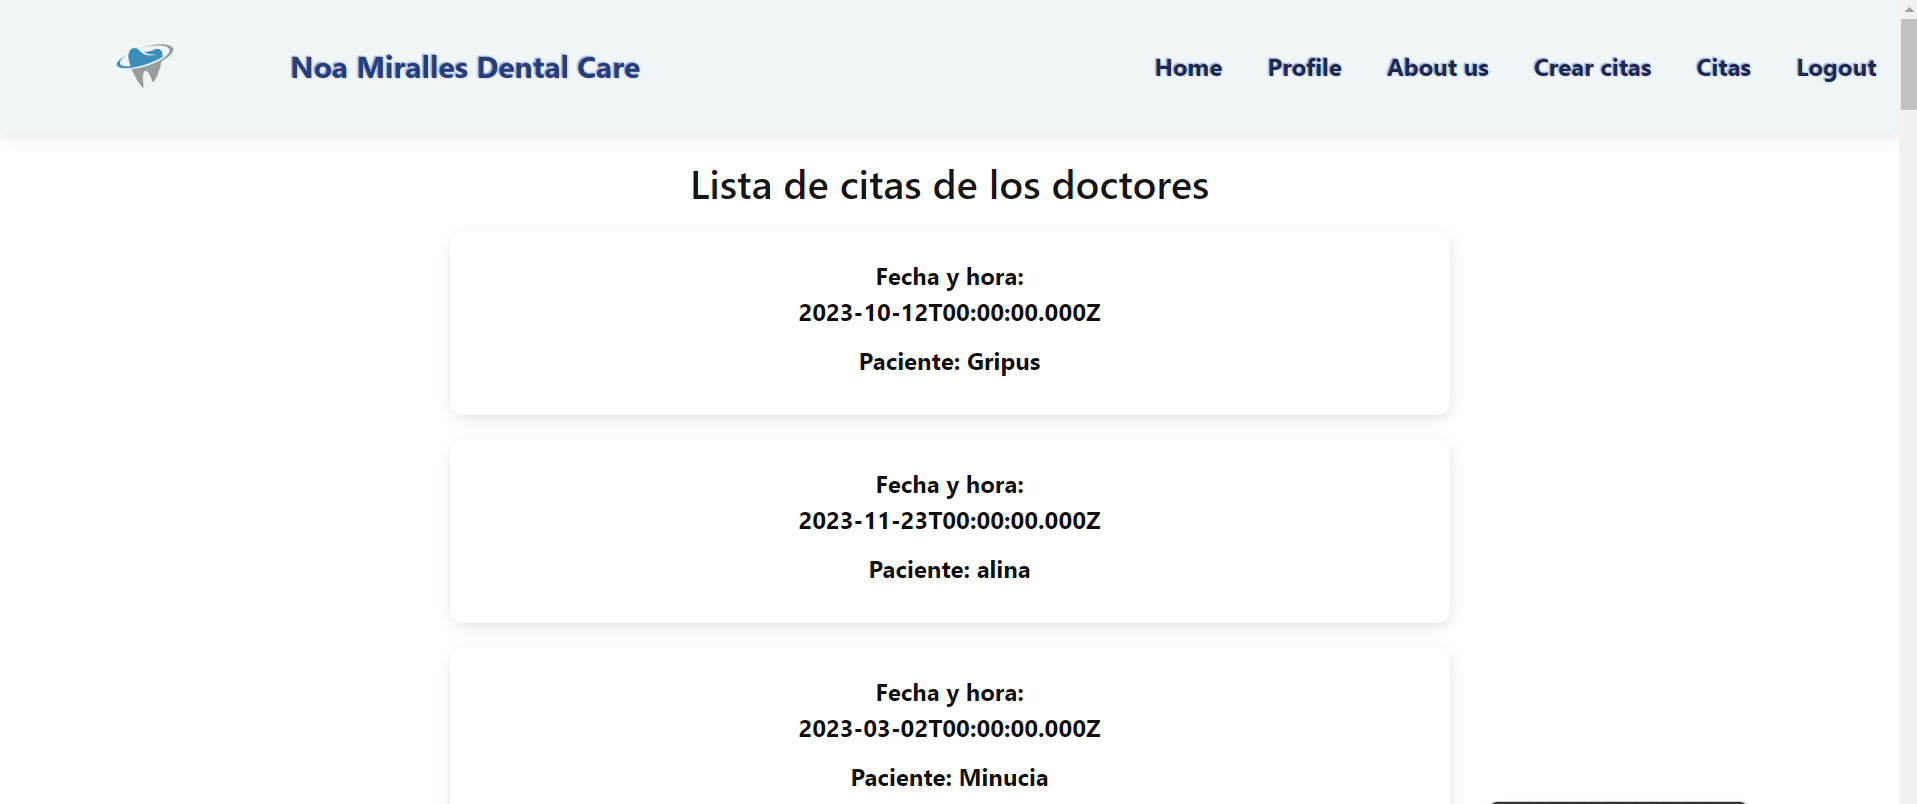 Noa Miralles Dental Care
Home Profile About us Crear citas Citas Logout
Lista de citas de los doctores
Fecha y hora:
2023-10-12T00:00:00.000Z
Paciente: Gripus
Fecha y hora:
2023-11-23T00:00:00.000Z
Paciente: alina
Fecha y hora:
2023-03-02T00:00:00.000Z
Paciente: Minucia